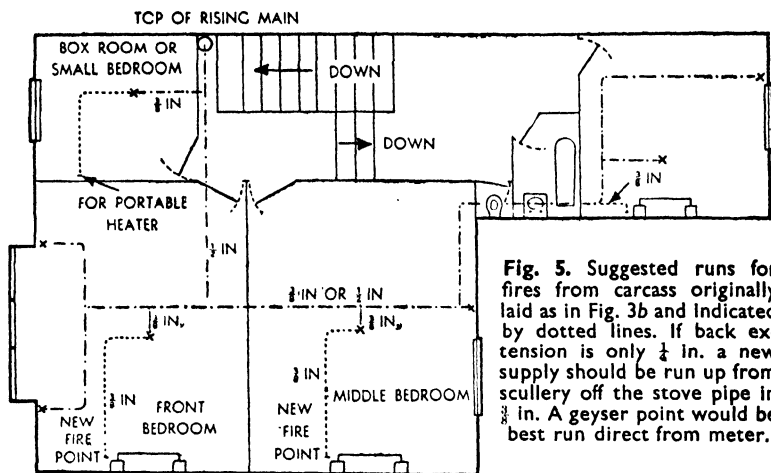 TOP OF RISING MAIN
BOX ROOM OR
SMALL BEDROOM
DOWN
⅜ IN
DOWN
FOR PORTABLE
HEATER
⅜ IN
½ IN
⅜ IN OR ½ IN
⅜ IN
⅜ IN
⅜ IN
⅜ IN
MIDDLE BEDROOM
FRONT
BEDROOM
NEW
FIRE
POINT
NEW
FIRE
POINT
Fig. 5. Suggested runs for
fires from carcass originally
laid as in Fig. 3b and indicated
by dotted lines. If back ex-
tension is only ¼ in. a new
supply should be run up from
scullery off the stove pipe in
⅜ in. A geyser point would be
best run direct from meter.